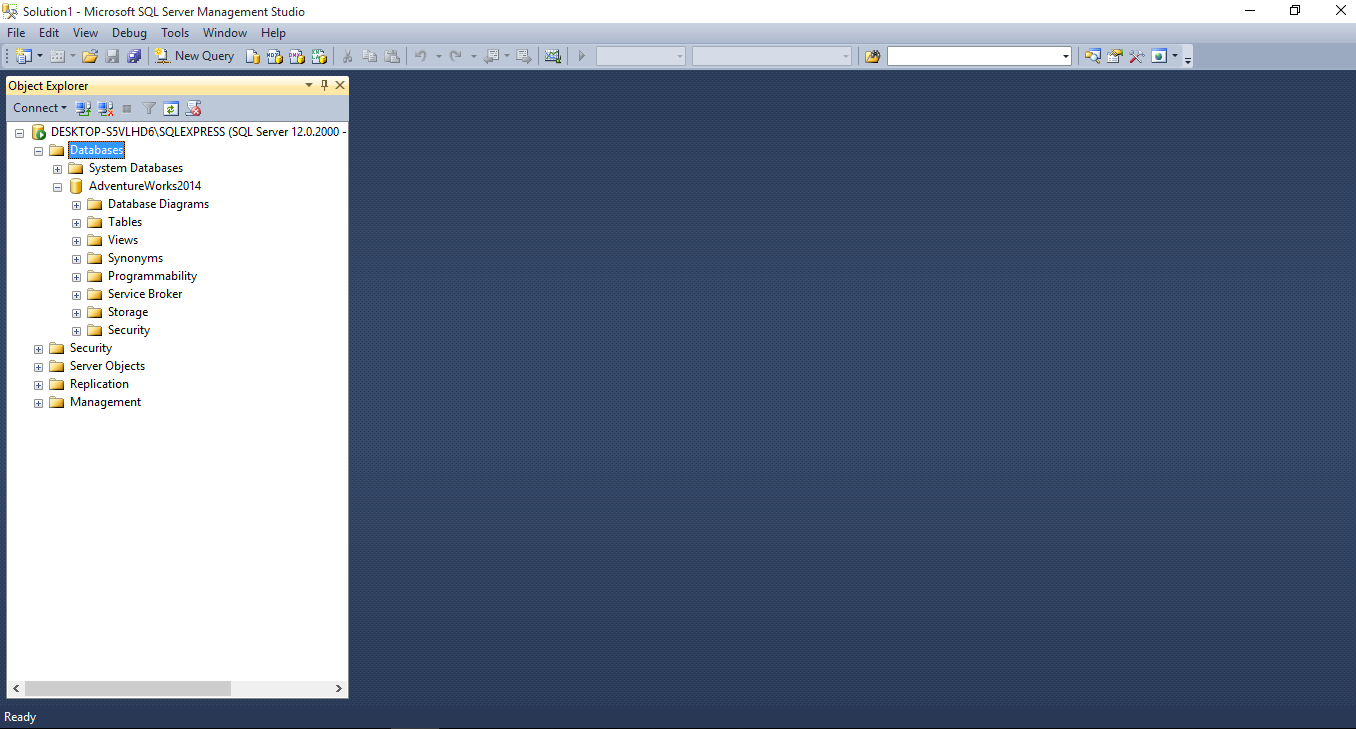 Solution1 - Microsoft SQL Server Management Studio
File Edit View Debug Tools Window Help
New Query
Object Explorer
Connect
DESKTOP-S5VLHD6\SQLEXPRESS (SQL Server 12.0.2000 -
Databases
System Databases
AdventureWorks2014
Database Diagrams
Tables
Views
Synonyms
Programmability
Service Broker
Storage
Security
Security
Server Objects
Replication
Management
Ready